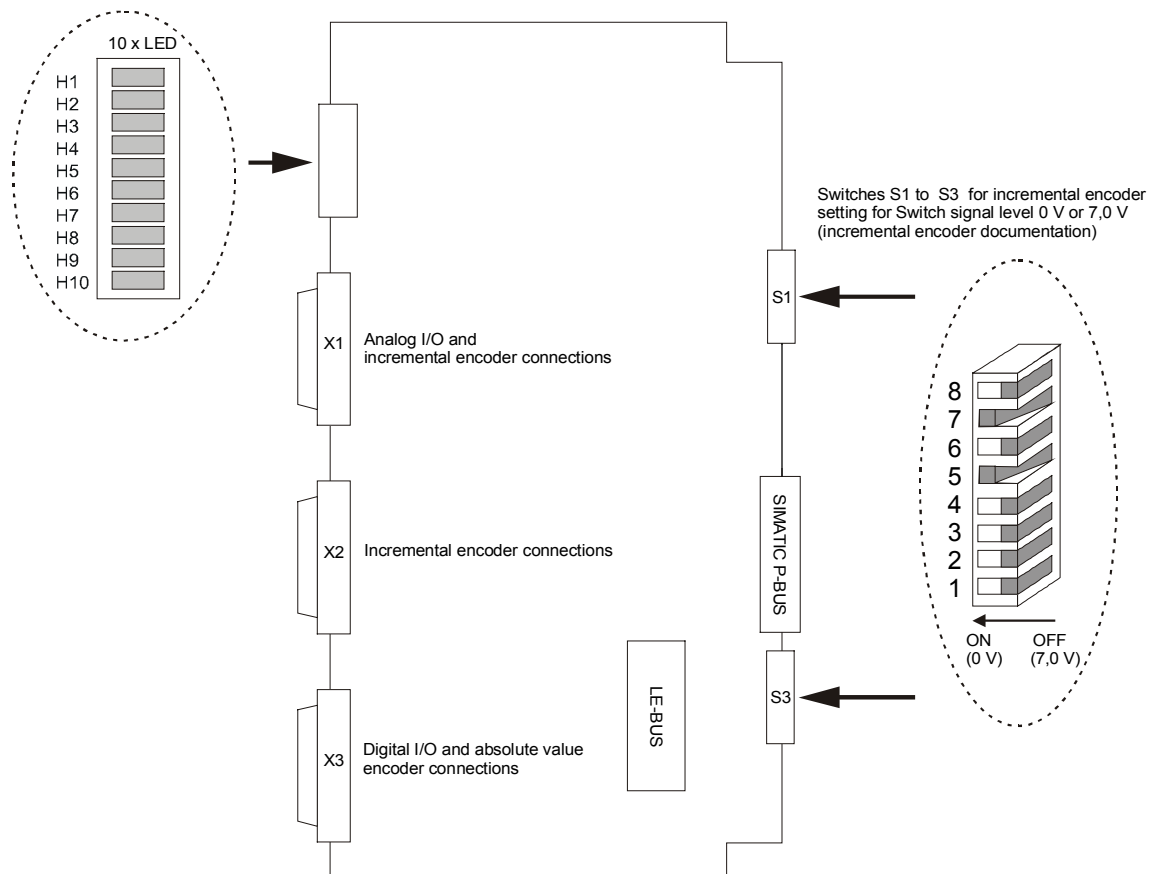 10 x LED
H1
H2
H3
H4
H5
H6
H7
H8
H9
H10
X1
Analog I/O and
incremental encoder connections
X2
Incremental encoder connections
X3
Digital I/O and absolute value
encoder connections
LE-BUS
SIMATIC P-BUS
S1
S3
Switches S1 to S3 for incremental encoder
setting for Switch signal level 0 V or 7,0 V
(incremental encoder documentation)
8
7
6
5
4
3
2
1
ON OFF
(0 V) (7,0 V)